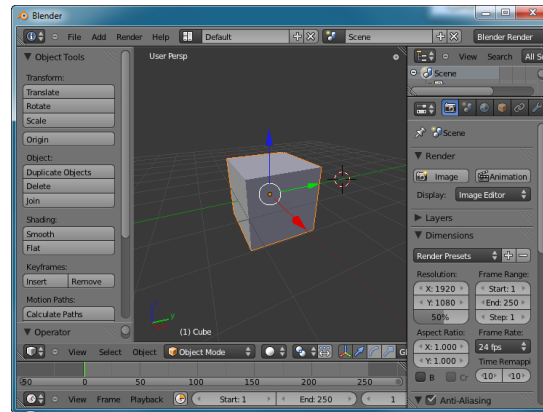 Blender
File Add Render Help Default Scene Blender Render
Object Tools
Transform:
Translate
Rotate
Scale
Origin
Object:
Duplicate Objects
Delete
Join
Shading:
Smooth
Flat
Keyframes:
Insert Remove
Motion Paths:
Calculate Paths
Operator
User Persp
y
(1) Cube
View Search All S
Scene
Scene
Render
Image Animation
Display: Image Editor
Layers
Dimensions
Render Presets
Resolution: Frame Range:
X: 1920 Start: 1
Y: 1080 End: 250
50% Step: 1
Aspect Ratio: Frame Rate:
X: 1.000 24 fps
Y: 1.000 Time Remappi
B Cr 10 10
Anti-Aliasing
View Select Object Object Mode Gl
-50 0 50 100 150 200 250
View Frame Playback Start: 1 End: 250 1